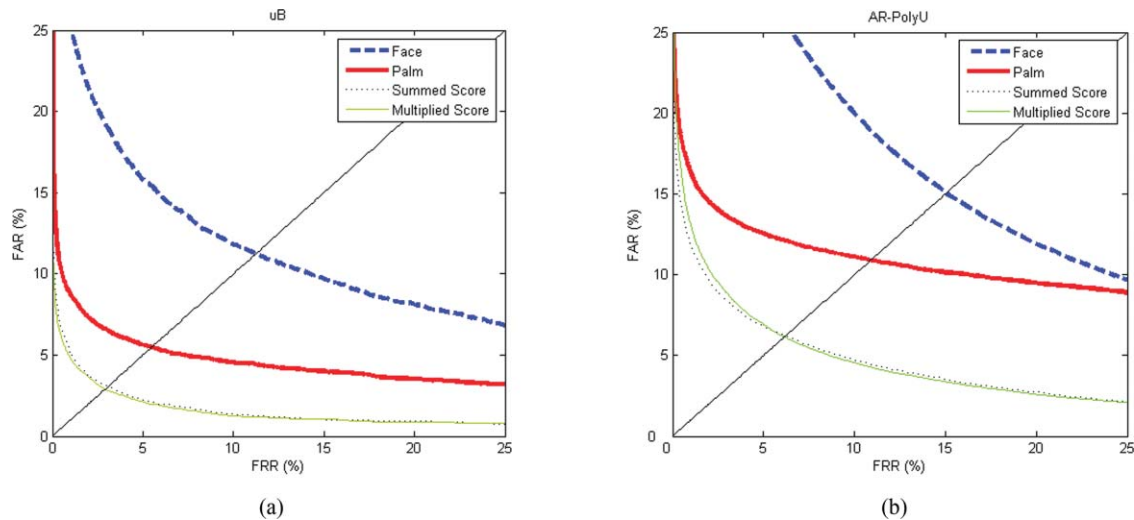 uB
25
20
15
10
5
0
FAR (%)
Face
Palm
Summed Score
Multiplied Score
0 5 10 15 20 25
FRR (%)
(a)
AR-PolyU
25
20
15
10
5
0
FAR (%)
Face
Palm
Summed Score
Multiplied Score
0 5 10 15 20 25
FRR (%)
(b)